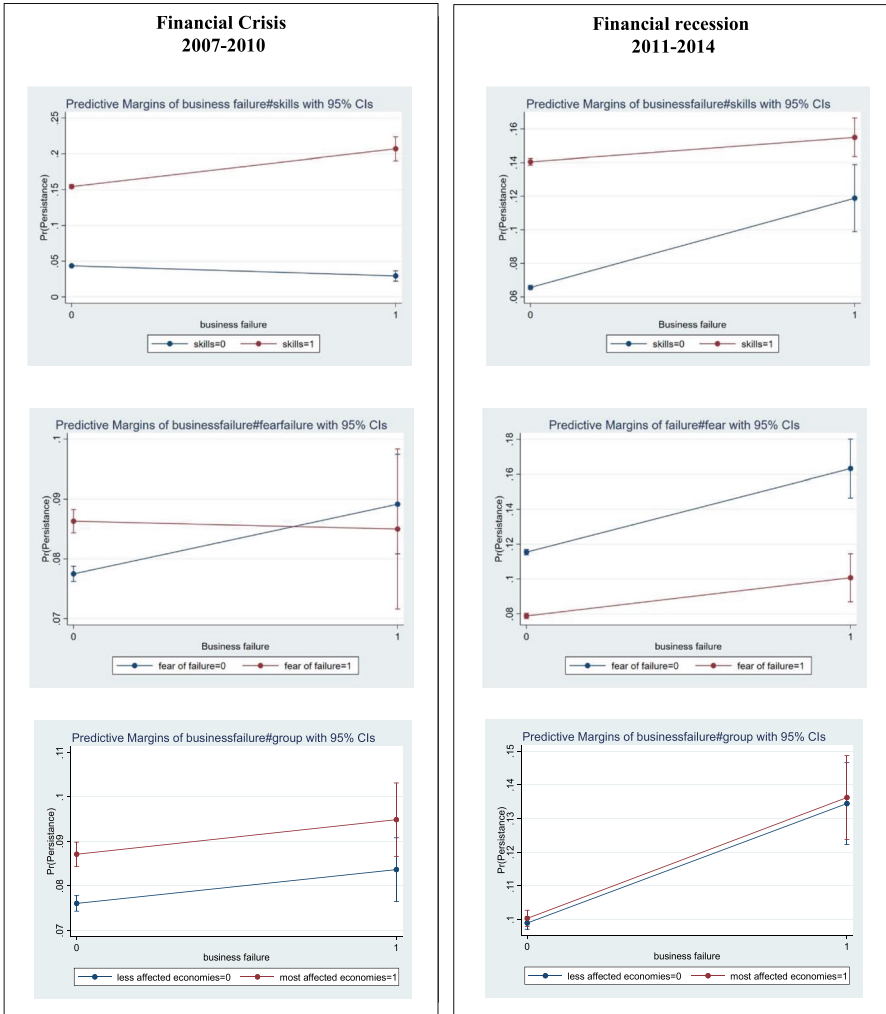 Financial Crisis
2007-2010
Predictive Margins of business failure#skills with 95% CIs
Pr(Persistance)
.25
.2
.15
.1
.05
0
0
1
business failure
skills=0
skills=1
Predictive Margins of businessfailure#fearfailure with 95% CIs
Pr(Persistance)
.1
.09
.08
.07
0
1
Business failure
fear of failure=0
fear of failure=1
Predictive Margins of businessfailure#group with 95% CIs
Pr(Persistance)
.11
.1
.09
.08
.07
0
1
business failure
less affected economies=0
most affected economies=1
Financial recession
2011-2014
Predictive Margins of businessfailure#skills with 95% CIs
Pr(Persistance)
.16
.14
.12
.1
.08
.06
0
1
Business failure
skills=0
skills=1
Predictive Margins of failure#fear with 95% CIs
Pr(Persistance)
.18
.16
.14
.12
.1
.08
0
1
business failure
fear of failure=0
fear of failure=1
Predictive Margins of businessfailure#group with 95% CIs
Pr(Persistance)
.15
.14
.13
.12
.11
.1
0
1
business failure
less affected economies=0
most affected economies=1